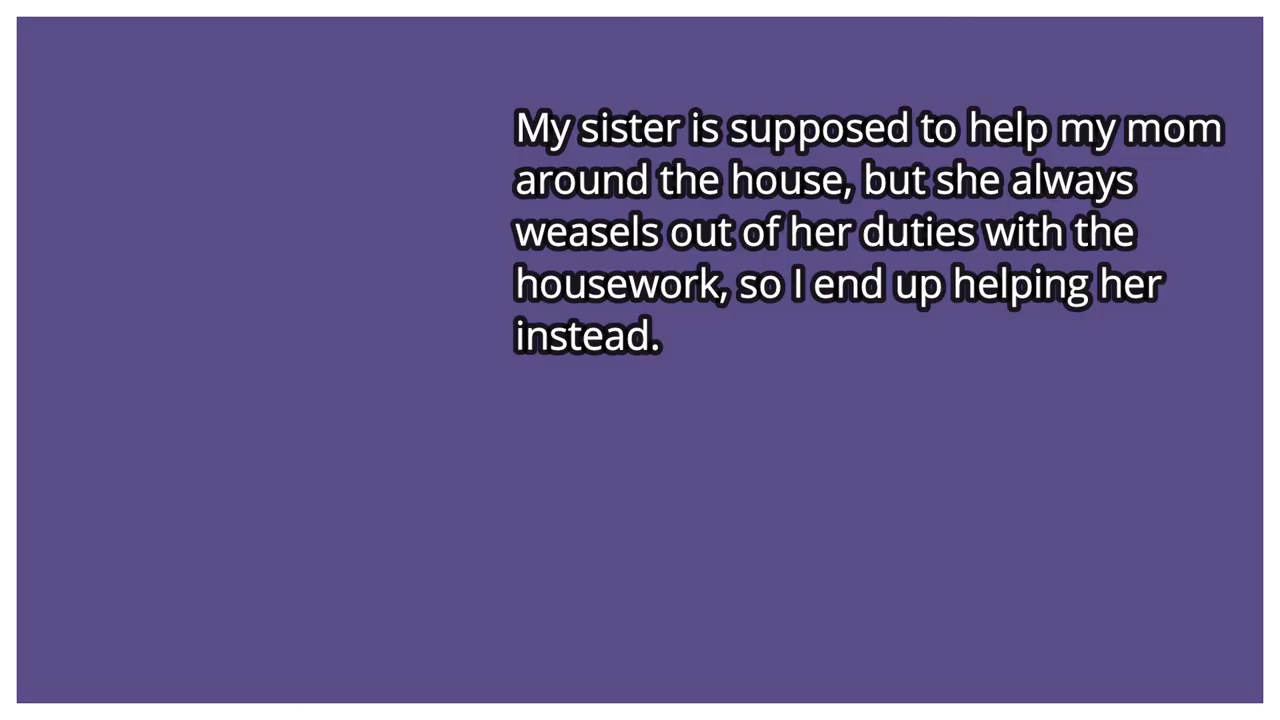 My sister is supposed to help my mom
around the house, but she always
weasels out of her duties with the
housework, so I end up helping her
instead.